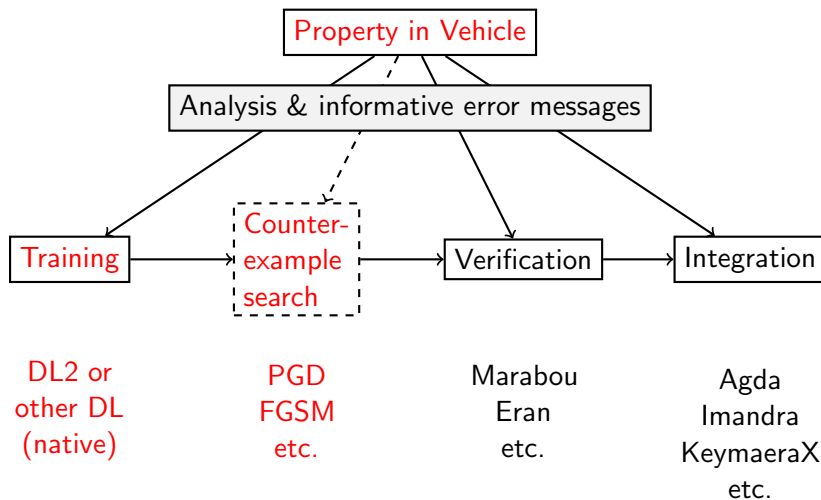 Property in Vehicle
Analysis & informative error messages
Training
Counter-
example
search
Verification
Integration
DL2 or
other DL
(native)
PGD
FGSM
etc.
Marabou
Eran
etc.
Agda
Imandra
KeymaeraX
etc.